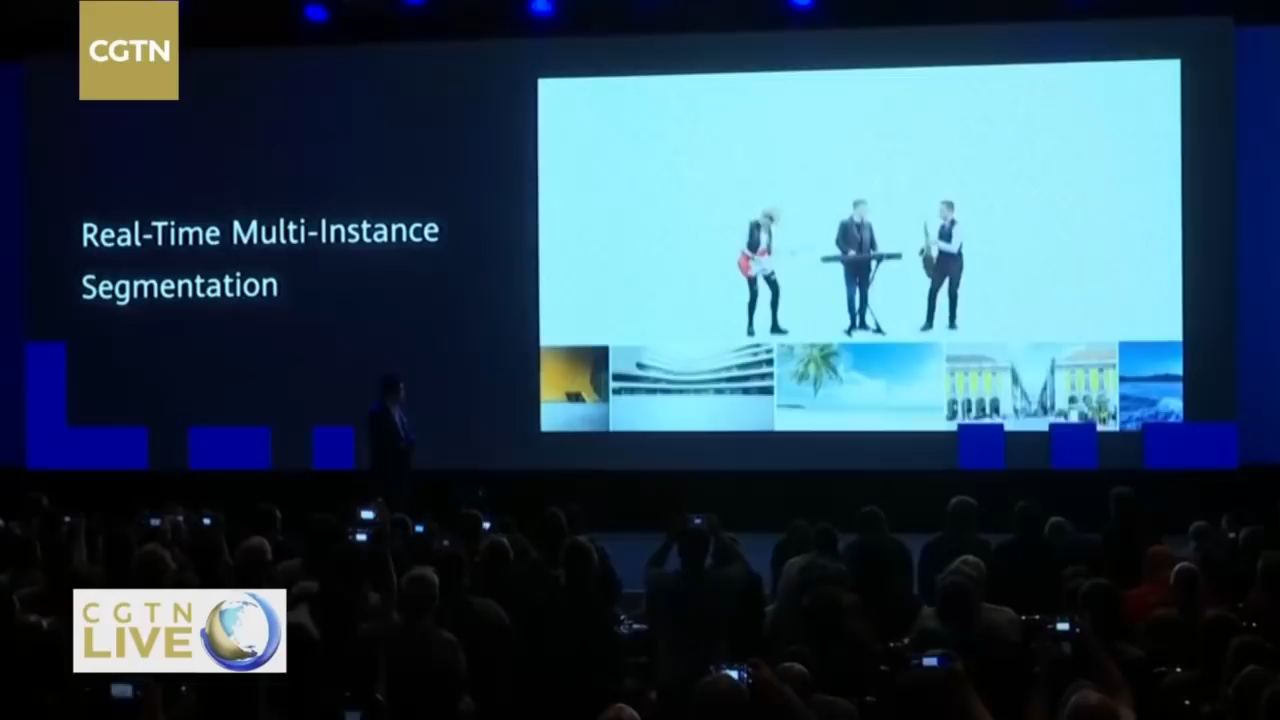 CGTN
Real-Time Multi-Instance
Segmentation
CGTN
LIVE